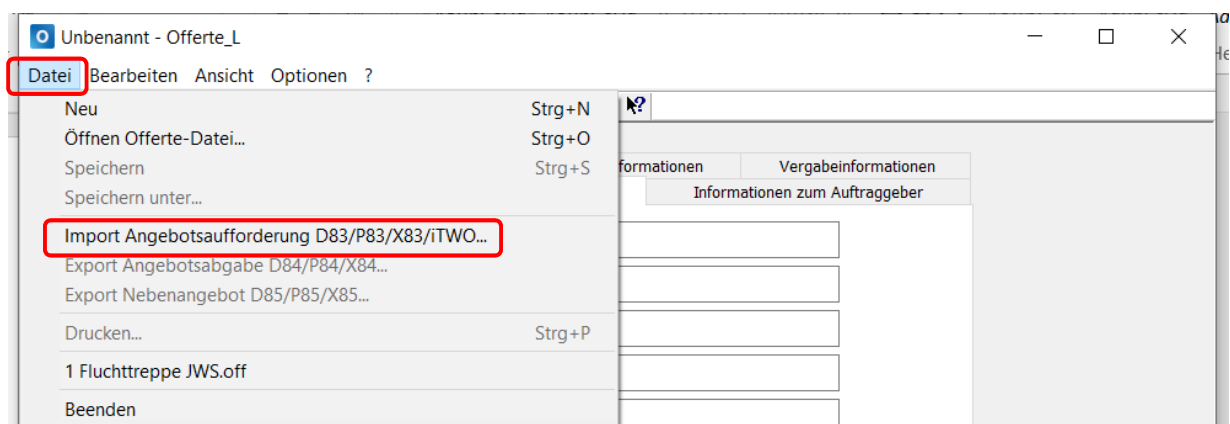 Unbenannt - Offerte_L
Datei Bearbeiten Ansicht Optionen ?
Neu Strg+N
Öffnen Offerte-Datei... Strg+O
Speichern Strg+S
formationen Vergabeinformationen
Speichern unter...
Informationen zum Auftraggeber
Import Angebotsaufforderung D83/P83/X83/iTWO...
Export Angebotsabgabe D84/P84/X84...
Export Nebenangebot D85/P85/X85...
Drucken... Strg+P
1 Fluchttreppe JWS.off
Beenden